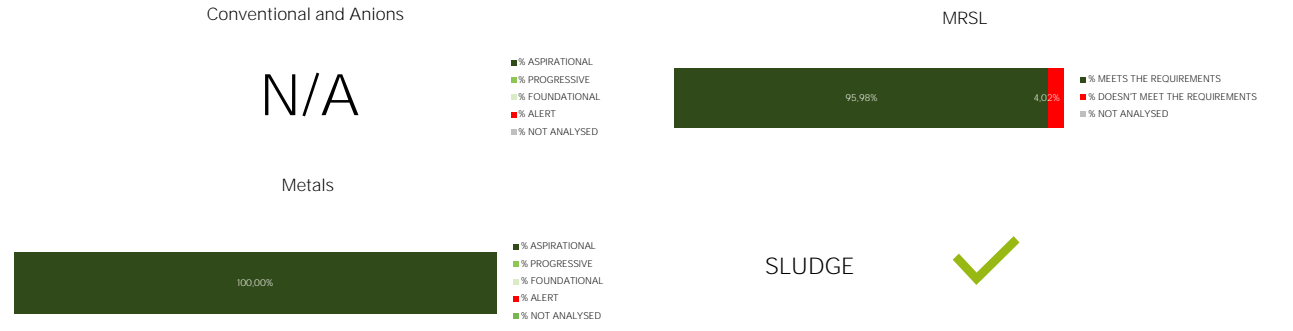 Conventional and Anions
N/A
% ASPIRATIONAL
% PROGRESSIVE
% FOUNDATIONAL
% ALERT
% NOT ANALYSED
MRSL
95,98%
4,02%
% MEETS THE REQUIREMENTS
% DOESN'T MEET THE REQUIREMENTS
% NOT ANALYSED
Metals
100,00%
% ASPIRATIONAL
% PROGRESSIVE
% FOUNDATIONAL
% ALERT
% NOT ANALYSED
SLUDGE